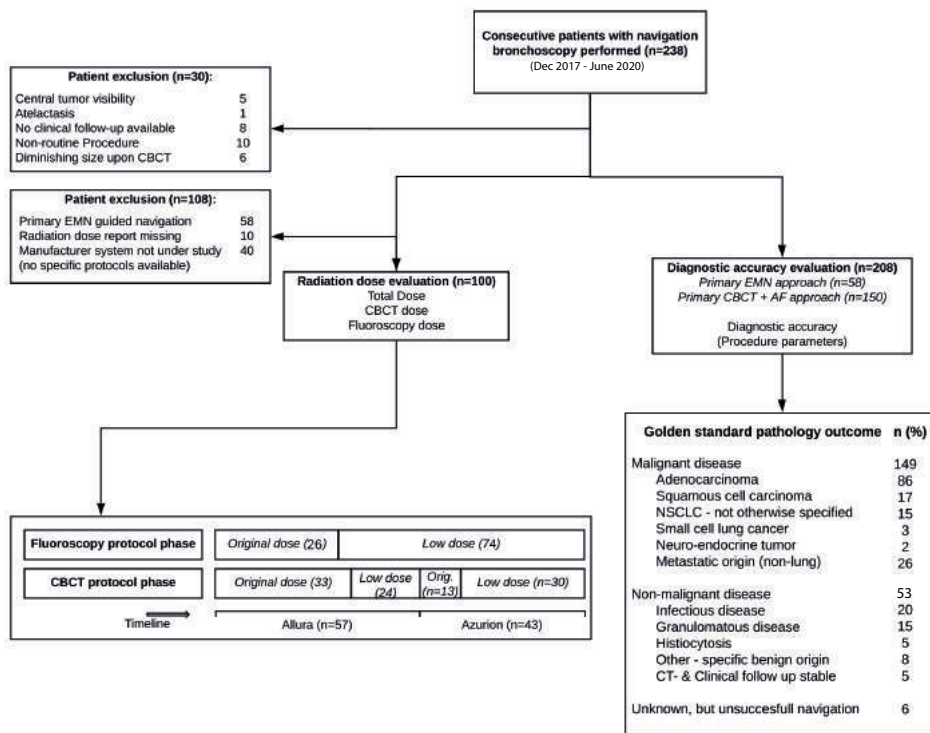 Consecutive patients with navigation
bronchoscopy performed (n=238)
(Dec 2017 - June 2020)
Patient exclusion (n=30):
Central tumor visibility 5
Atelactasis 1
No clinical follow-up available 8
Non-routine Procedure 10
Diminishing size upon CBCT 6
Patient exclusion (n=108):
Primary EMN guided navigation 58
Radiation dose report missing 10
Manufacturer system not under study 40
(no specific protocols available)
Radiation dose evaluation (n=100)
Total Dose
CBCT dose
Fluoroscopy dose
Diagnostic accuracy evaluation (n=208)
Primary EMN approach (n=58)
Primary CBCT + AF approach (n=150)
Diagnostic accuracy
(Procedure parameters)
Golden standard pathology outcome n (%)
Malignant disease 149
Adenocarcinoma 86
Squamous cell carcinoma 17
NSCLC - not otherwise specified 15
Small cell lung cancer 3
Neuro-endocrine tumor 2
Metastatic origin (non-lung) 26
Non-malignant disease 53
Infectious disease 20
Granulomatous disease 15
Histiocytosis 5
Other - specific benign origin 8
CT- & Clinical follow up stable 5
Unknown, but unsuccesfull navigation 6
Fluoroscopy protocol phase Original dose (26) Low dose (74)
CBCT protocol phase Original dose (33) Low dose (24) Orig. (n=13) Low dose (n=30)
Timeline Allura (n=57) Azurion (n=43)